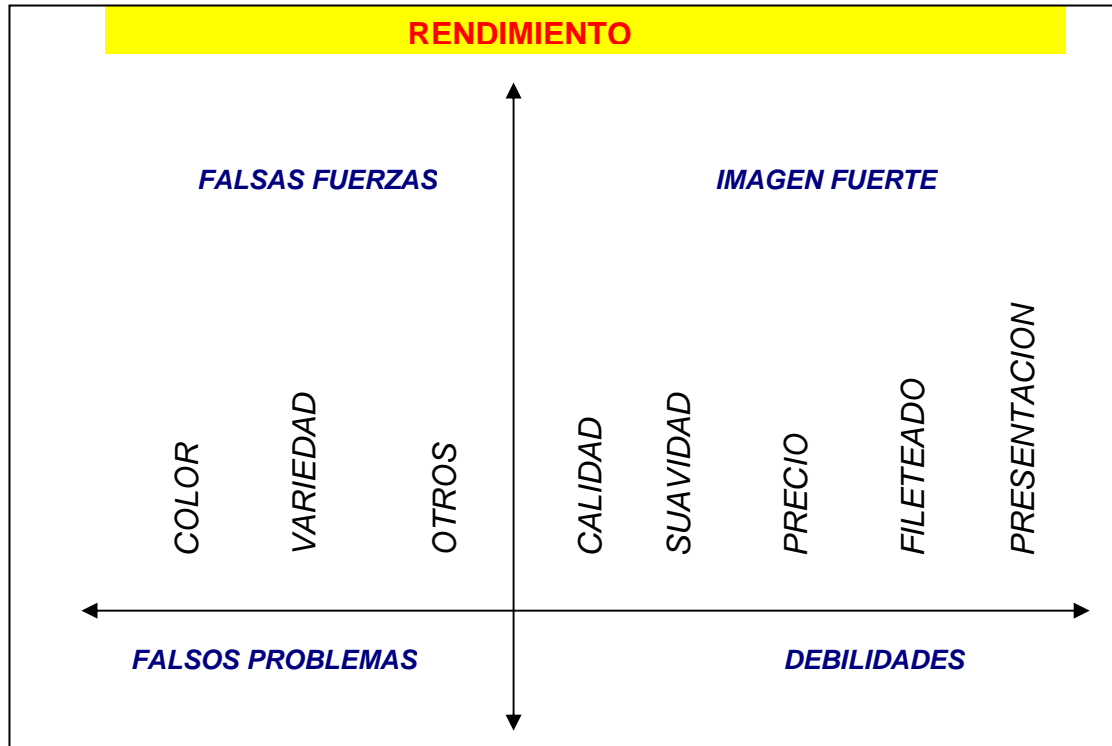 RENDIMIENTO
FALSAS FUERZAS
IMAGEN FUERTE
COLOR
VARIEDAD
OTROS
CALIDAD
SUAVIDAD
PRECIO
FILETEADO
PRESENTACION
FALSOS PROBLEMAS
DEBILIDADES